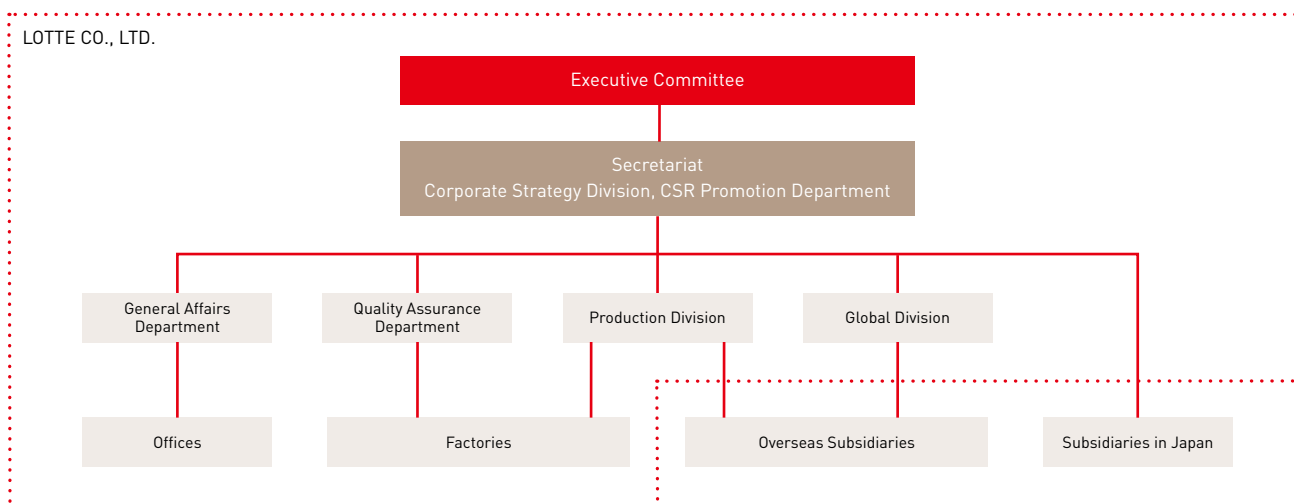 LOTTE CO., LTD.
Executive Committee
Secretariat
Corporate Strategy Division, CSR Promotion Department
General Affairs
Department
Quality Assurance
Department
Production Division
Global Division
Offices
Factories
Overseas Subsidiaries
Subsidiaries in Japan